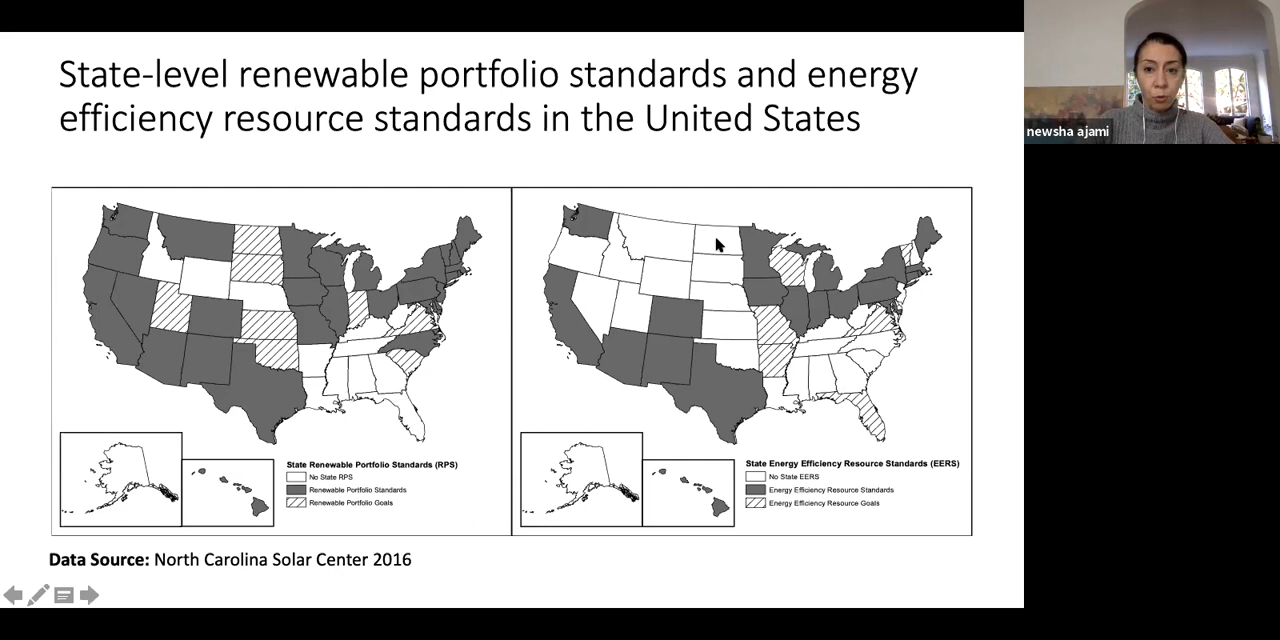 State-level renewable portfolio standards and energy
efficiency resource standards in the United States
newsha ajami
State Renewable Portfolio Standards (RPS)
No State RPS
Renewable Portfolio Standards
Renewable Portfolio Goals
State Energy Efficiency Resource Standards (EERS)
No State EERS
Energy Efficiency Resource Standards
Energy Efficiency Resource Goals
Data Source: North Carolina Solar Center 2016